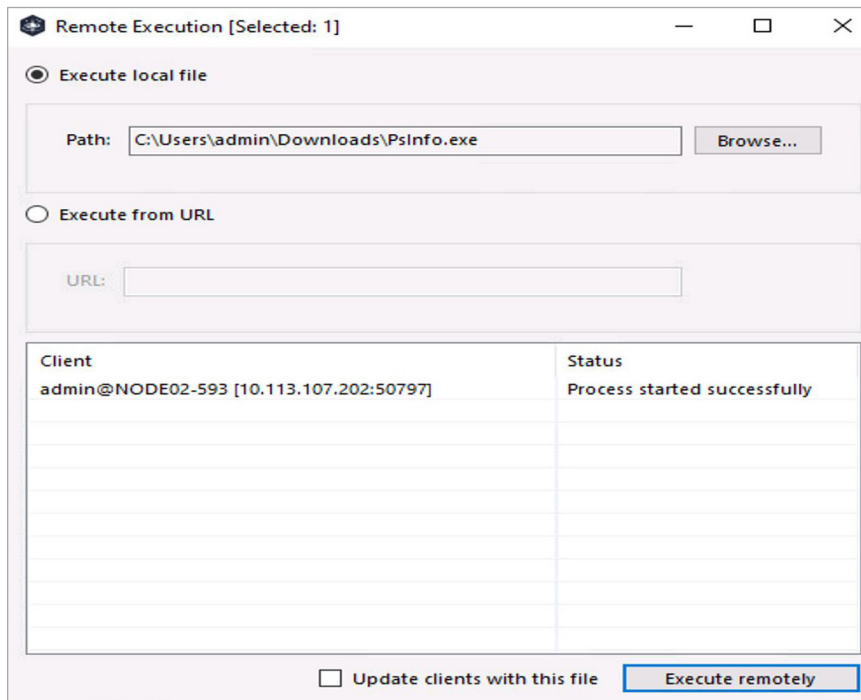 Remote Execution [Selected: 1]
Execute local file
Path: C:\Users\admin\Downloads\PsInfo.exe Browse...
Execute from URL
URL:
Client Status
admin@NODE02-593 [10.113.107.202:50797] Process started successfully
Update clients with this file Execute remotely